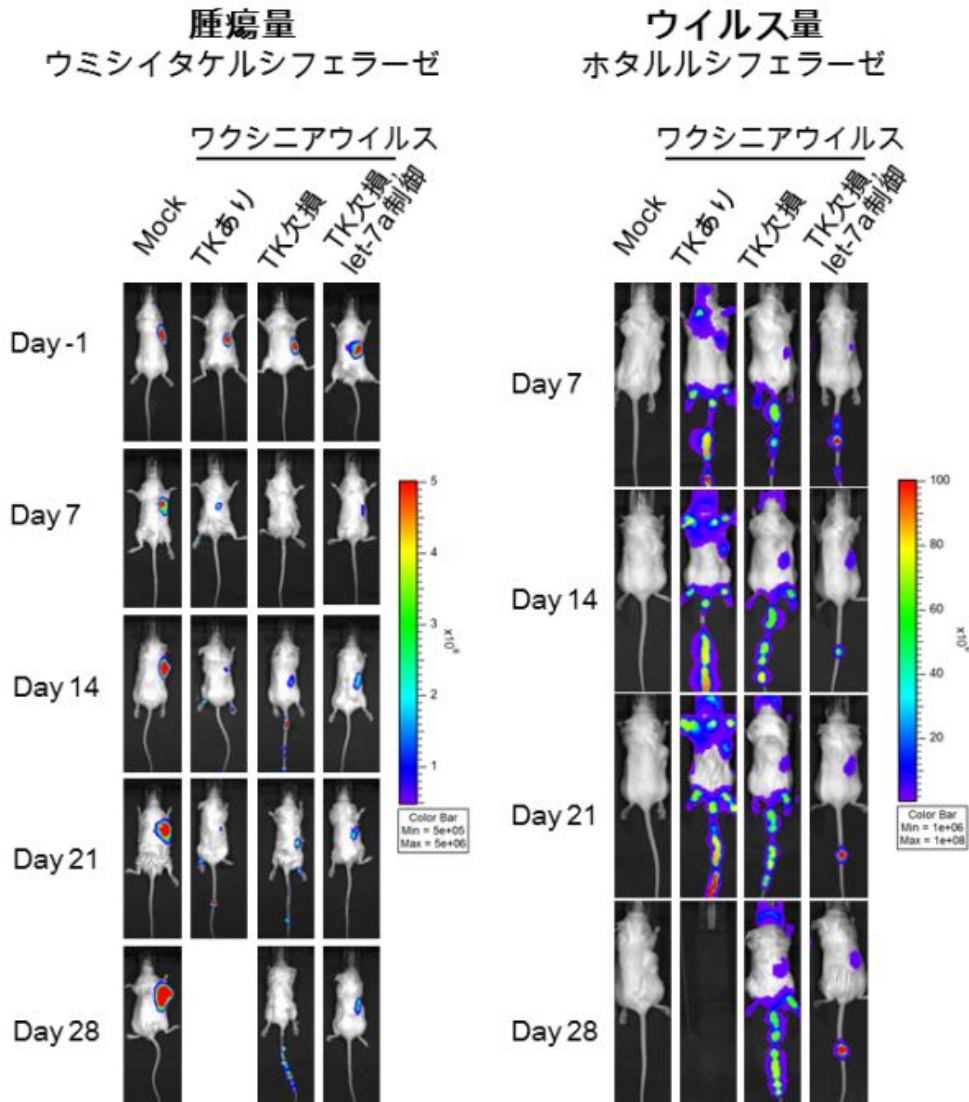 腫瘍量
ウミシイタケルシフェラーゼ
ワクシニアウイルス
Mock
TKあり
TK欠損
TK欠損,
let-7a制御
Day -1
Day 7
Day 14
Day 21
Day 28
5
4
3
2
1
x10⁶
Color Bar
Min = 5e+05
Max = 5e+06
ウイルス量
ホタルルシフェラーゼ
ワクシニアウイルス
Mock
TKあり
TK欠損
TK欠損,
let-7a制御
Day 7
Day 14
Day 21
Day 28
100
80
60
40
20
x10⁶
Color Bar
Min = 1e+06
Max = 1e+08